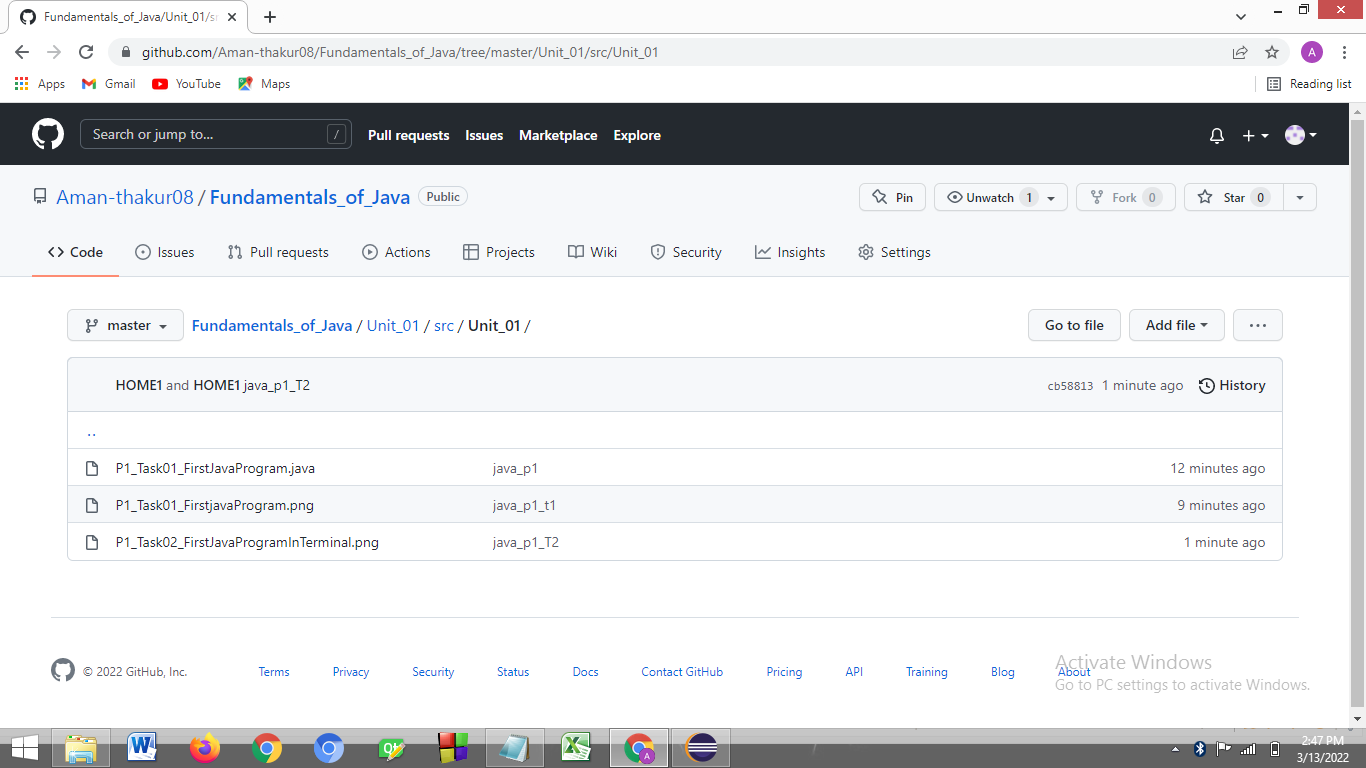 Fundamentals_of_Java/Unit_01/sr
github.com/Aman-thakur08/Fundamentals_of_Java/tree/master/Unit_01/src/Unit_01
A
Apps Gmail YouTube Maps Reading list
Search or jump to... / Pull requests Issues Marketplace Explore
Aman-thakur08 / Fundamentals_of_Java Public Pin Unwatch 1 Fork 0 Star 0
Code Issues Pull requests Actions Projects Wiki Security Insights Settings
master Fundamentals_of_Java / Unit_01 / src / Unit_01 / Go to file Add file ...
HOME1 and HOME1 java_p1_T2 cb58813 1 minute ago History
..
P1_Task01_FirstJavaProgram.java java_p1 12 minutes ago
P1_Task01_FirstjavaProgram.png java_p1_t1 9 minutes ago
P1_Task02_FirstJavaProgramInTerminal.png java_p1_T2 1 minute ago
© 2022 GitHub, Inc. Terms Privacy Security Status Docs Contact GitHub Pricing API Training Blog About
Activate Windows
Go to PC settings to activate Windows.
2:47 PM
3/13/2022